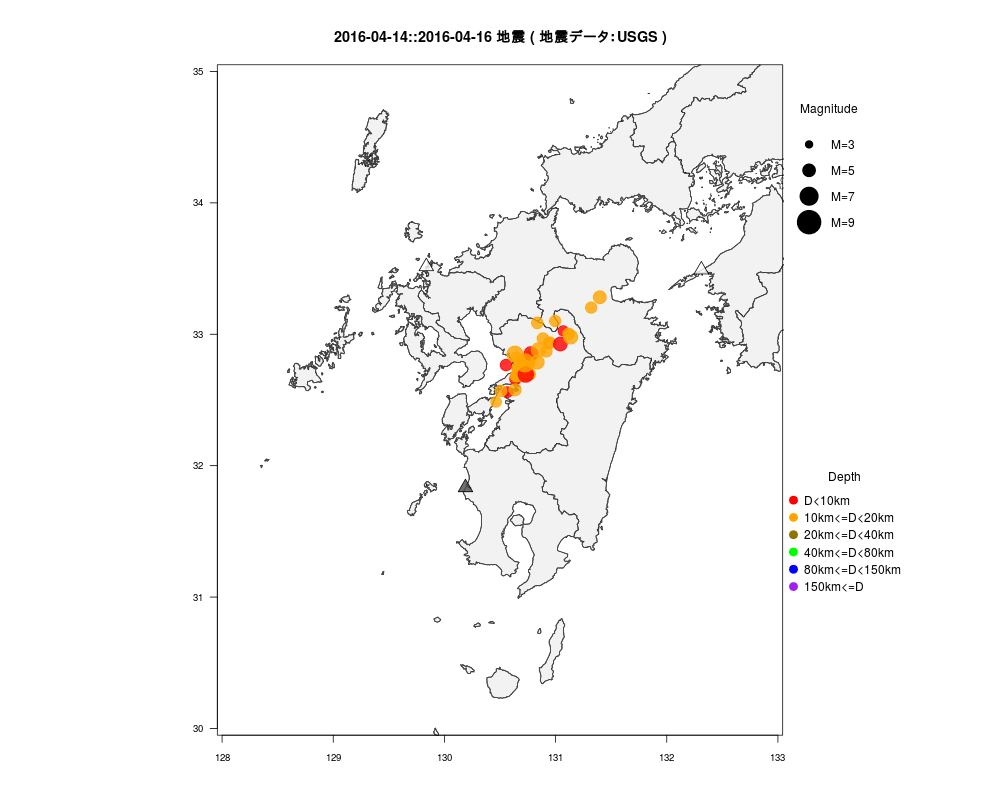 2016-04-14::2016-04-16 地震 ( 地震データ:USGS )
35
34
33
32
31
30
128
129
130
131
132
133
Magnitude
M=3
M=5
M=7
M=9
Depth
D<10km
10km<=D<20km
20km<=D<40km
40km<=D<80km
80km<=D<150km
150km<=D